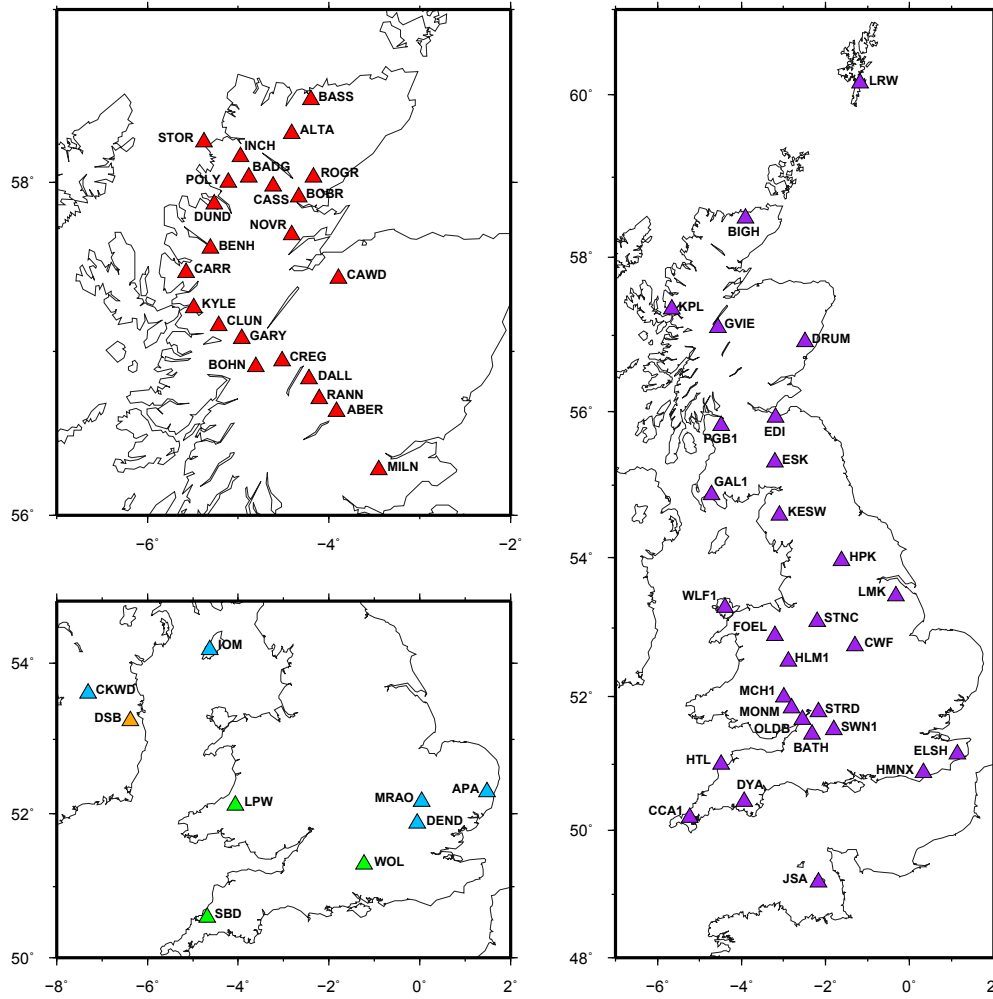 BASS
ALTA
STOR
INCH
BADG
ROGR
POLY
CASS
BOBR
DUND
NOVR
BENH
CARR
CAWD
KYLE
CLUN
GARY
CREG
BOHN
DALL
RANN
ABER
MILN
58°
56°
−6° −4° −2
IOM
CKWD
DSB
LPW
MRAO
APA
DEND
WOL
SBD
54°
52°
50°
−8 −6° −4° −2° 0° 2
LRW
BIGH
KPL
GVIE
DRUM
PGB1
EDI
ESK
GAL1
KESW
HPK
LMK
WLF1
STNC
FOEL
CWF
HLM1
MCH1
MONM
STRD
OLDB
SWN1
BATH
ELSH
HTL
HMNX
DYA
CCA1
JSA
60°
58°
56°
54°
52°
50°
48°
−6° −4° −2° 0° 2